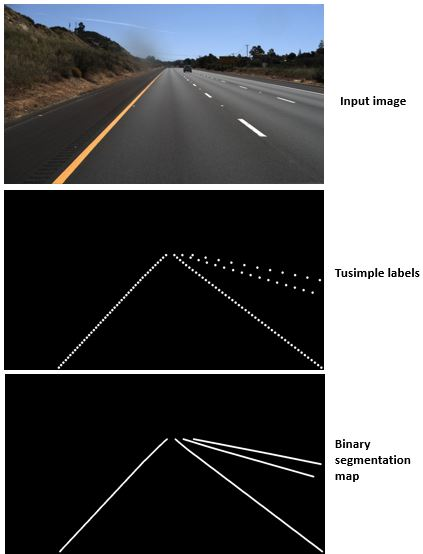 Input image
Tusimple labels
Binary
segmentation
map